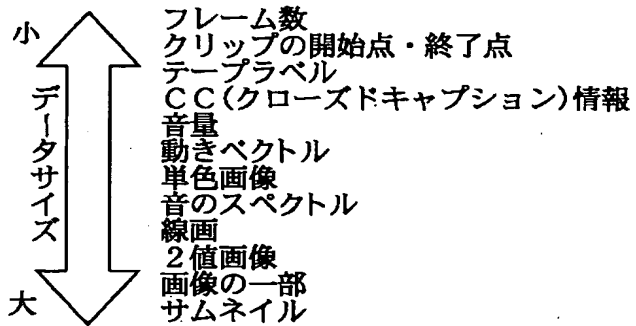 小
データサイズ
大
フレーム数
クリップの開始点・終了点
テープラベル
ＣＣ(クローズドキャプション)情報
音量
動きベクトル
単色画像
音のスペクトル
線画
２値画像
画像の一部
サムネイル